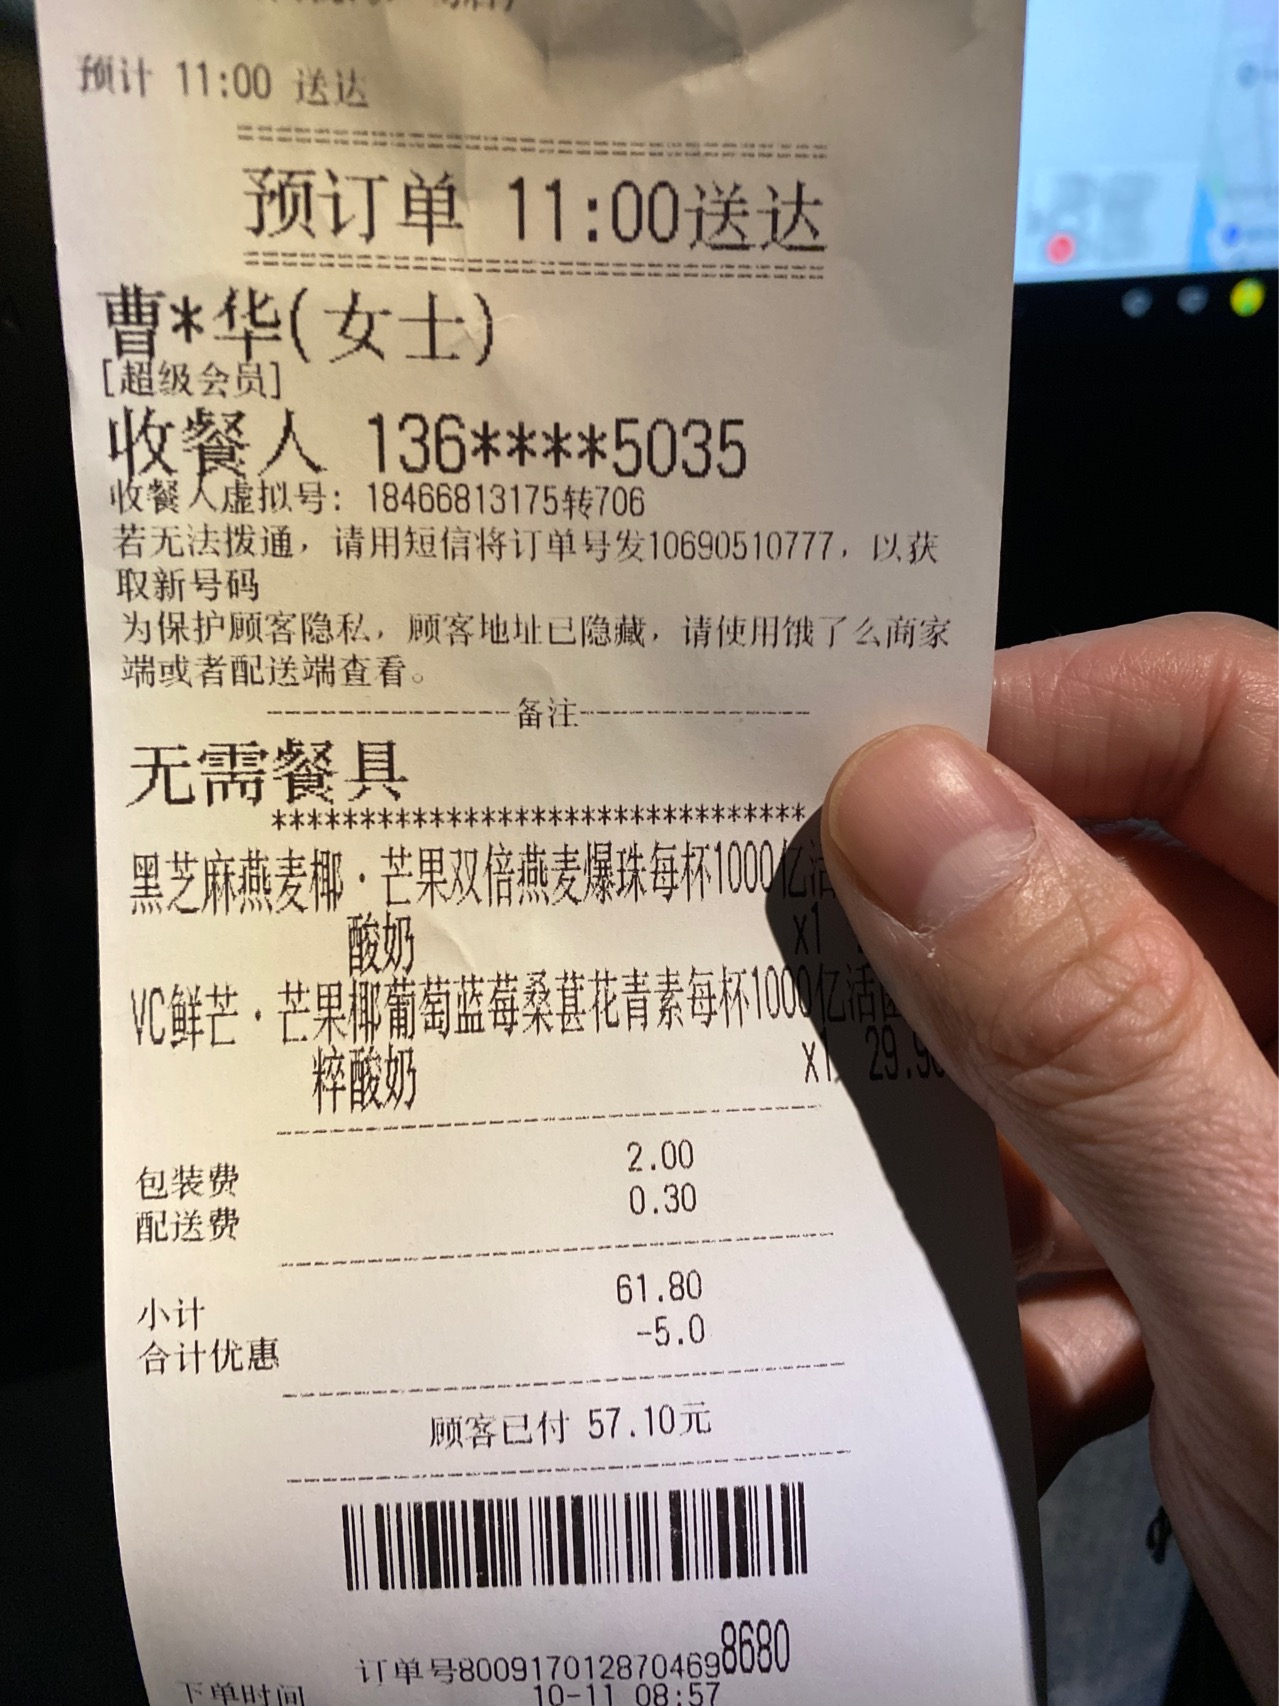 预计 11:00 送达
预订单 11:00送达
曹*华(女士)
[超级会员]
收餐人 136****5035
收餐人虚拟号: 18466813175转706
若无法拨通，请用短信将订单号发10690510777，以获
取新号码
为保护顾客隐私，顾客地址已隐藏，请使用饿了么商家
端或者配送端查看。
备注
无需餐具
******************************
黑芝麻燕麦椰·芒果双倍燕麦爆珠每杯1000亿活
酸奶 x1
VC鲜芒·芒果椰葡萄蓝莓桑葚花青素每杯1000亿活菌
粹酸奶 x1 29.90
包装费 2.00
配送费 0.30
小计 61.80
合计优惠 -5.0
顾客已付 57.10元
订单号8009170128704698680
下单时间 10-11 08:57